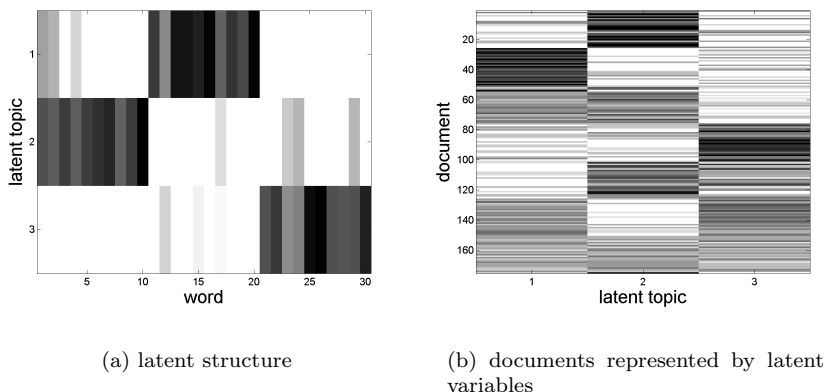 1
2
3
latent topic
5 10 15 20 25 30
word
(a) latent structure
20
40
60
80
100
120
140
160
document
1 2 3
latent topic
(b) documents represented by latent
variables